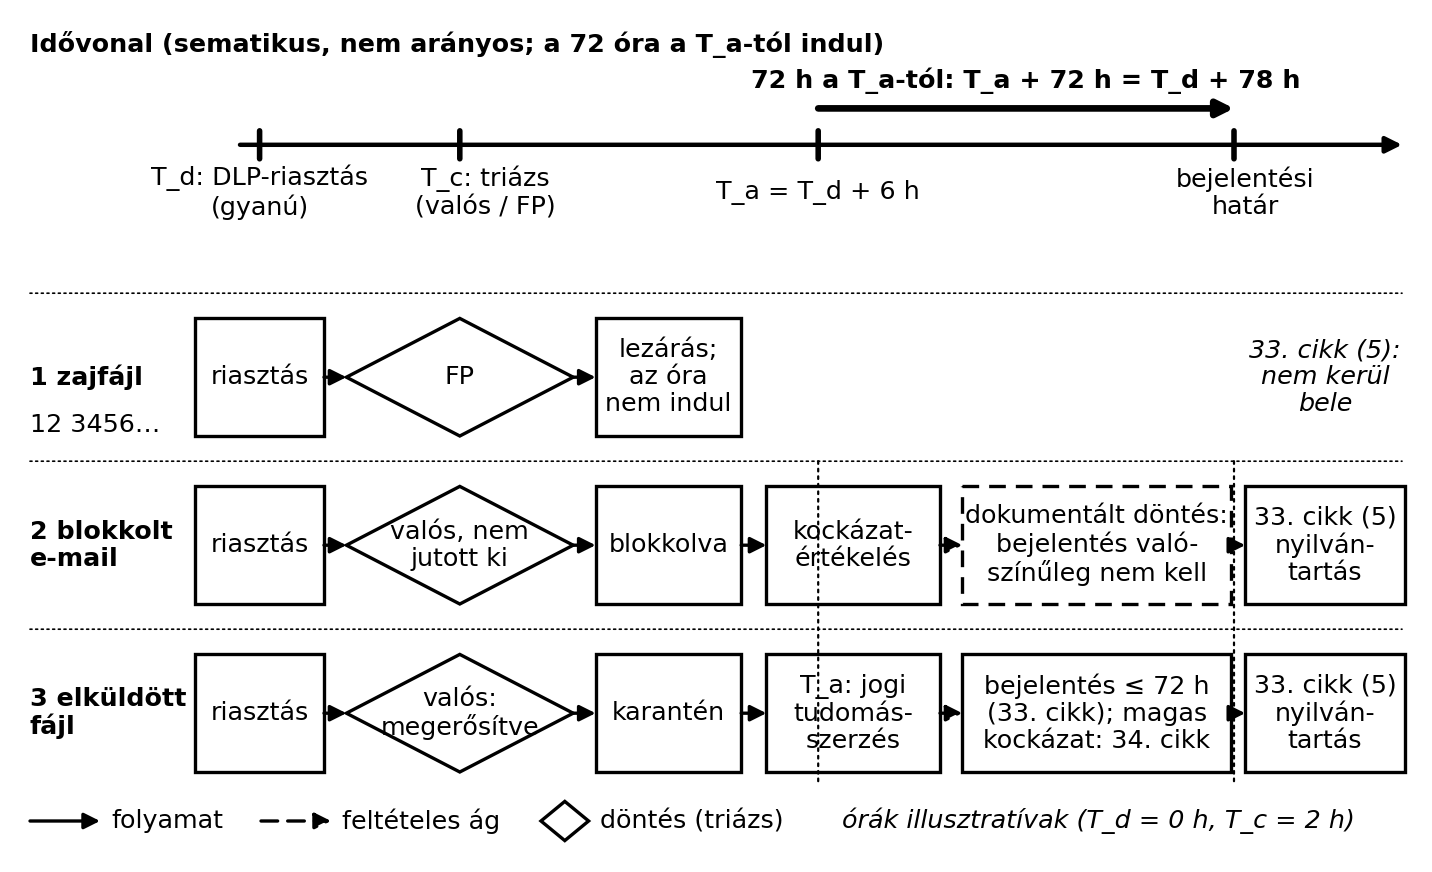 Idővonal (sematikus, nem arányos; a 72 óra a T_a-tól indul)
72 h a T_a-tól: T_a + 72 h = T_d + 78 h
T_d: DLP-riasztás
(gyanú)
T_c: triázs
(valós / FP)
T_a = T_d + 6 h
bejelentési
határ
1 zajfájl
12 3456…
riasztás
FP
lezárás;
az óra
nem indul
33. cikk (5):
nem kerül
bele
2 blokkolt
e-mail
riasztás
valós, nem
jutott ki
blokkolva
kockázat-
értékelés
dokumentált döntés:
bejelentés való-
színűleg nem kell
33. cikk (5)
nyilván-
tartás
3 elküldött
fájl
riasztás
valós:
megerősítve
karantén
T_a: jogi
tudomás-
szerzés
bejelentés ≤ 72 h
(33. cikk); magas
kockázat: 34. cikk
33. cikk (5)
nyilván-
tartás
folyamat
feltételes ág
döntés (triázs)
órák illusztratívak (T_d = 0 h, T_c = 2 h)